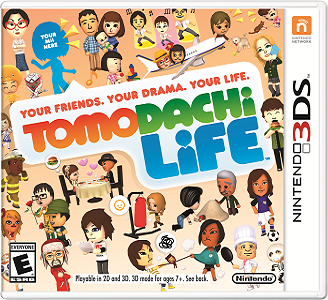 YOUR
Mii
HERE
YOUR FRIENDS. YOUR DRAMA. YOUR LIFE.
TOMODACHi
LiFE
™
EVERYONE
E
ESRB
Playable in 2D and 3D. 3D mode for ages 7+. See back.
Nintendo
NINTENDO
NETWORK
NINTENDO 3DS